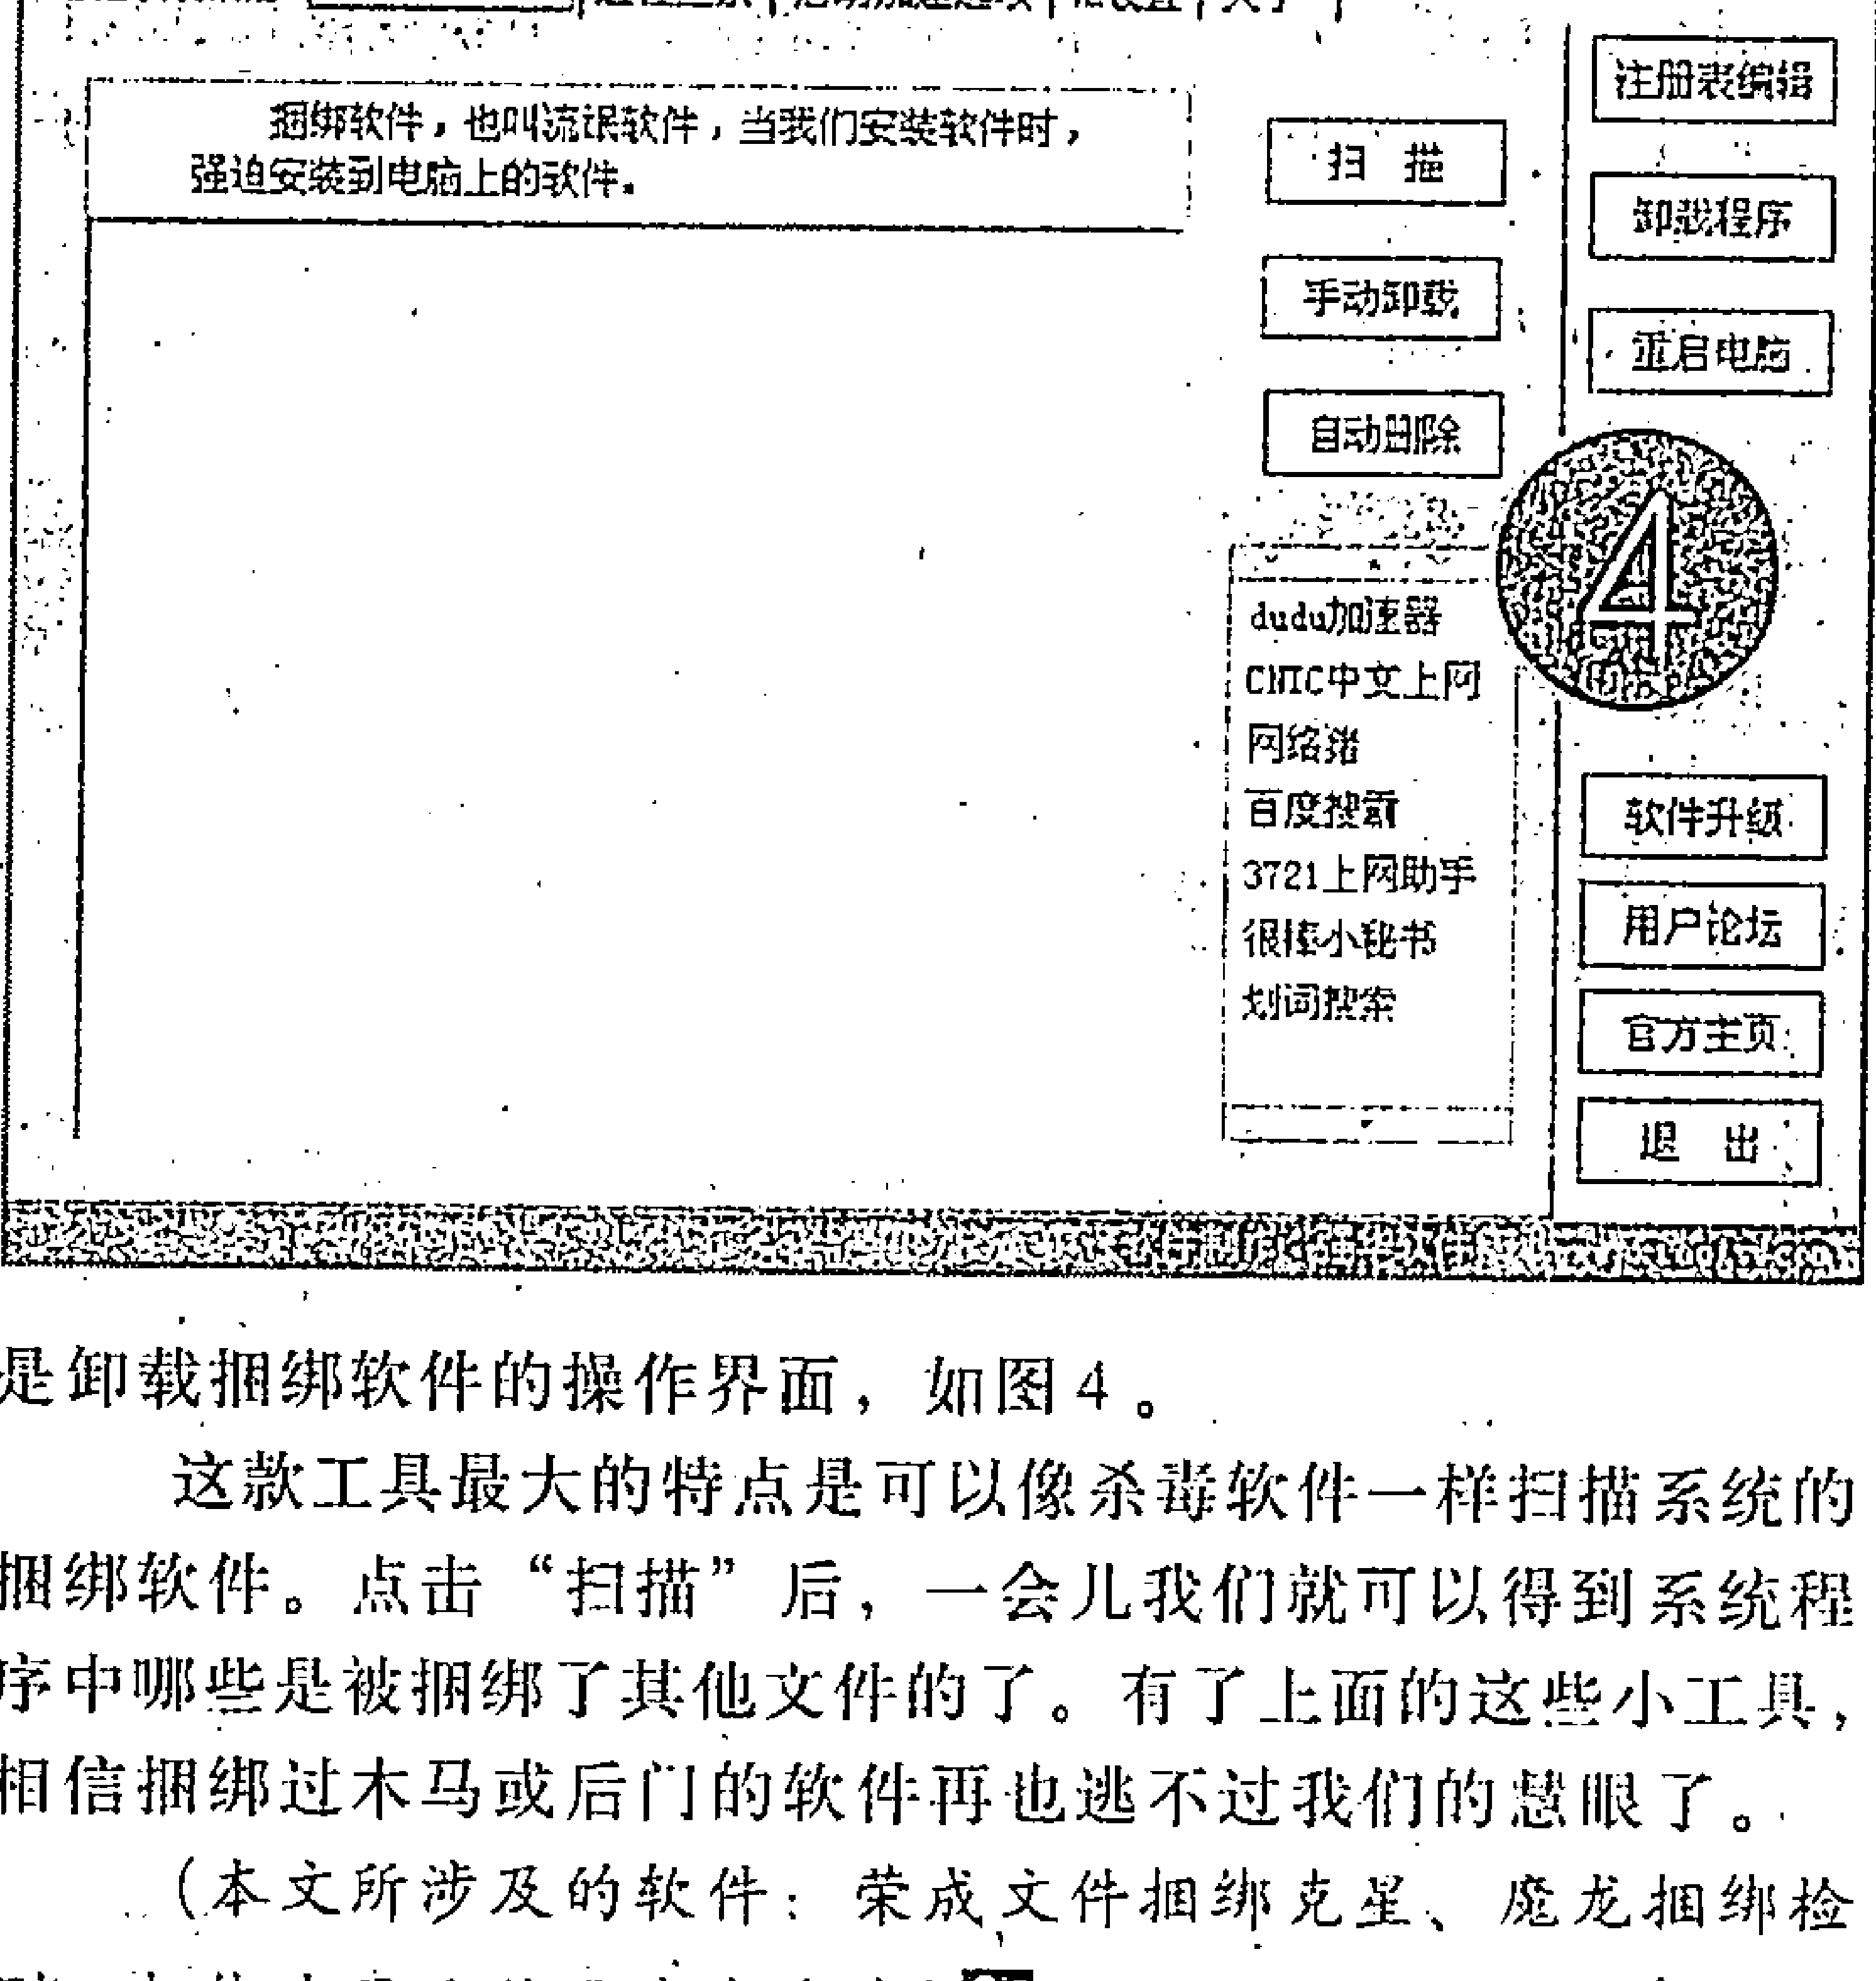 捆绑软件，也叫流氓软件，当我们安装软件时，
强迫安装到电脑上的软件。
扫 描
手动卸载
自动删除
dudu加速器
CNIC中文上网
网络猪
百度搜索
3721上网助手
很棒小秘书
划词搜索
注册表编辑
卸载程序
重启电脑
4
软件升级
用户论坛
官方主页
退 出
是卸载捆绑软件的操作界面，如图4。
这款工具最大的特点是可以像杀毒软件一样扫描系统的
捆绑软件。点击“扫描”后，一会儿我们就可以得到系统程
序中哪些是被捆绑了其他文件的了。有了上面的这些小工具，
相信捆绑过木马或后门的软件再也逃不过我们的慧眼了。
（本文所涉及的软件：荣成文件捆绑克星、魔龙捆绑检